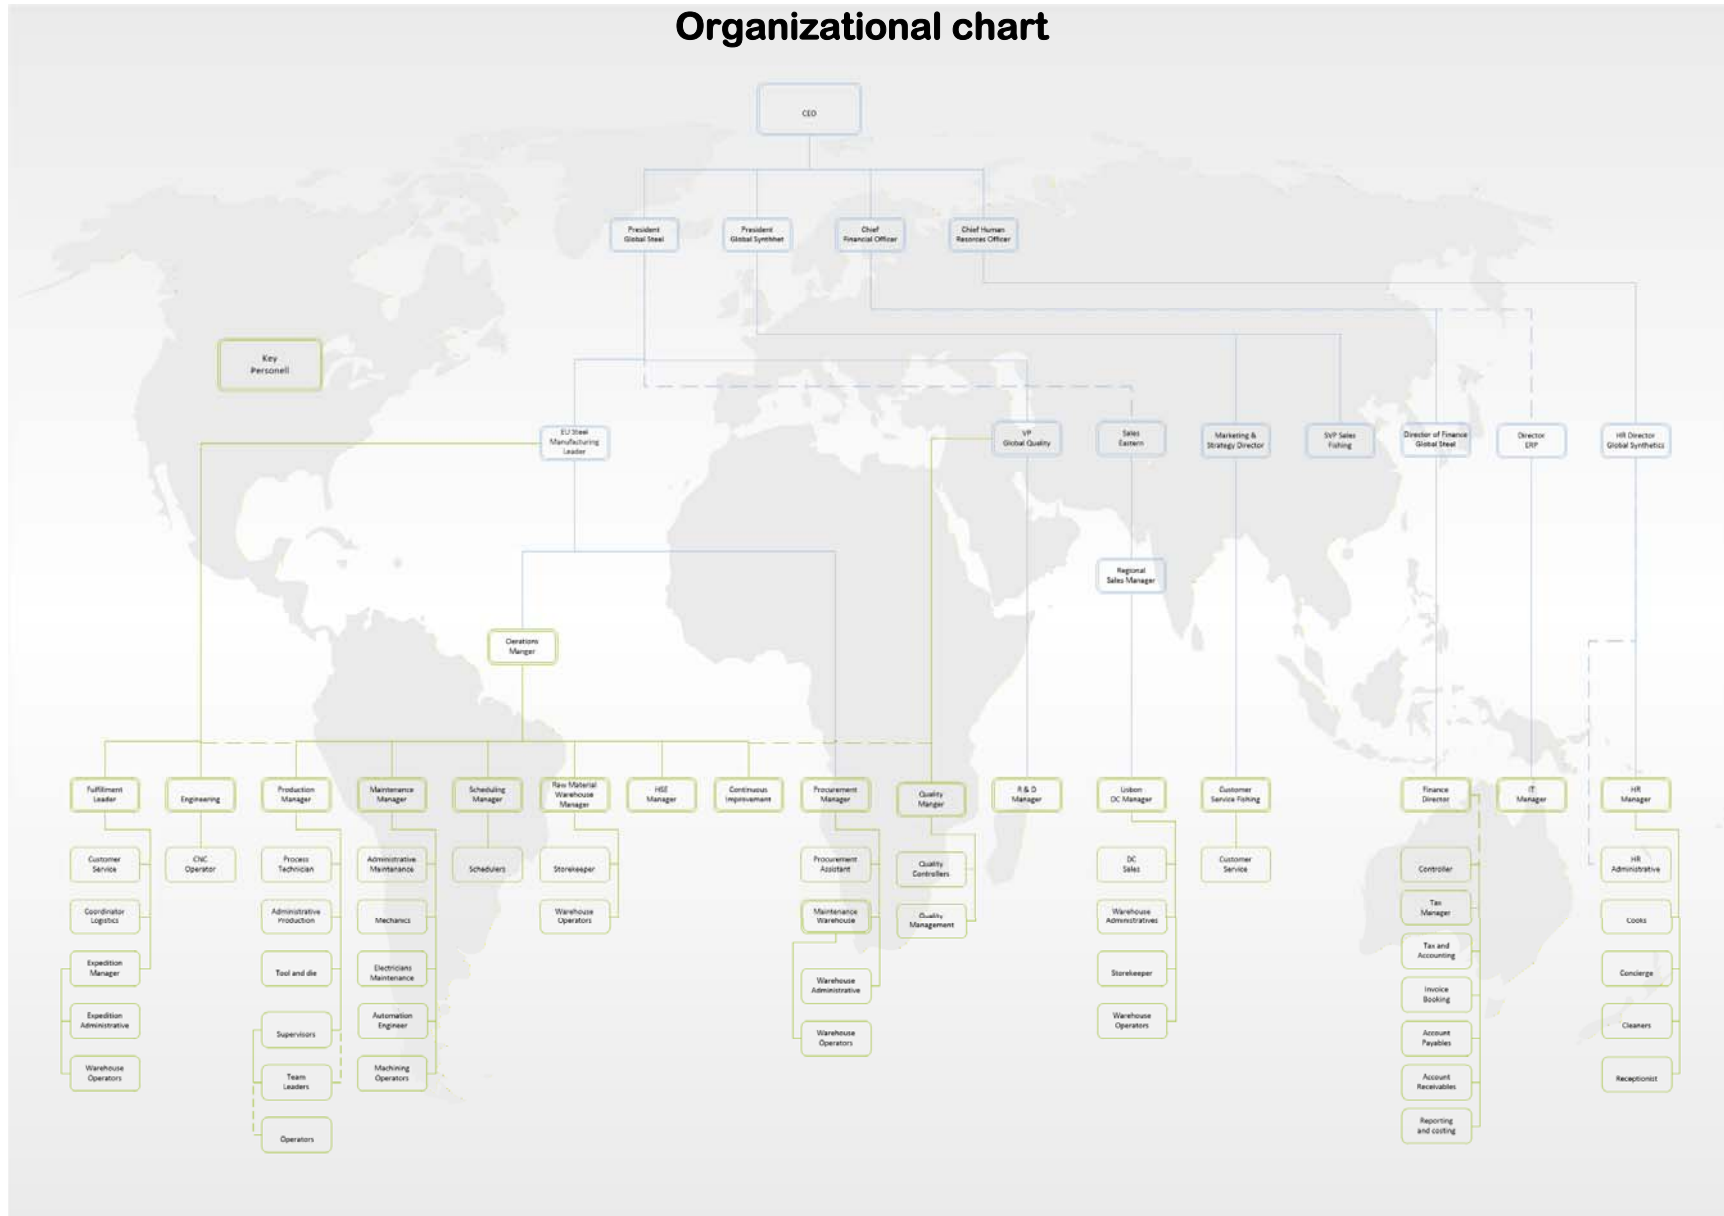 Organizational chart
CEO
President
Global Steel
President
Global Synthhet
Chief
Financial Officer
Chief Human
Resorces Officer
Key
Personell
EU Steel
Manufacturing
Leader
VP
Global Quality
Sales
Eastern
Marketing &
Strategy Director
SVP Sales
Fishing
Director of Finance
Global Steel
Director
ERP
HR Director
Global Synthetics
Regional
Sales Manager
Oerations
Manger
Fulfillment
Leader
Engineering
Production
Manager
Maintenance
Manager
Scheduling
Manager
Raw Material
Warehouse
Manager
HSE
Manager
Continuous
Improvement
Procurement
Manager
Quality
Manger
R & D
Manager
Lisbon
DC Manager
Customer
Service Fishing
Finance
Director
IT
Manager
HR
Manager
Customer
Service
CNC
Operator
Process
Technician
Administrative
Maintenance
Schedulers
Storekeeper
Procurement
Assistant
Quality
Controllers
DC
Sales
Customer
Service
Controller
HR
Administrative
Coordinator
Logistics
Administrative
Production
Mechanics
Warehouse
Operators
Maintenance
Warehouse
Quality
Management
Warehouse
Administratives
Tax
Manager
Cooks
Expedition
Manager
Tool and die
Electricians
Maintenance
Warehouse
Administrative
Storekeeper
Tax and
Accounting
Concierge
Invoice
Booking
Expedition
Administrative
Supervisors
Automation
Engineer
Warehouse
Operators
Warehouse
Operators
Account
Payables
Cleaners
Warehouse
Operators
Team
Leaders
Machining
Operators
Account
Receivables
Receptionist
Operators
Reporting
and costing